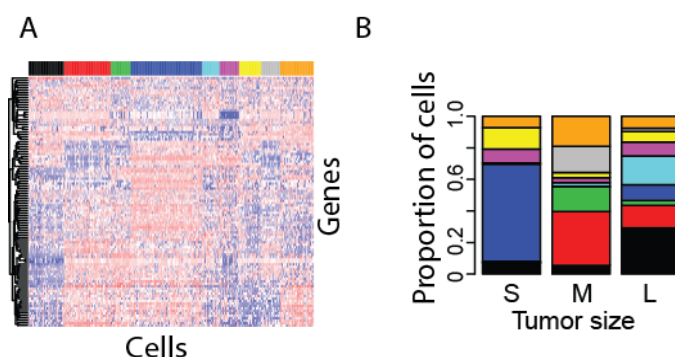 A
B
Genes
Cells
Proportion of cells
1.0
0.6
0.2
0
S M L
Tumor size